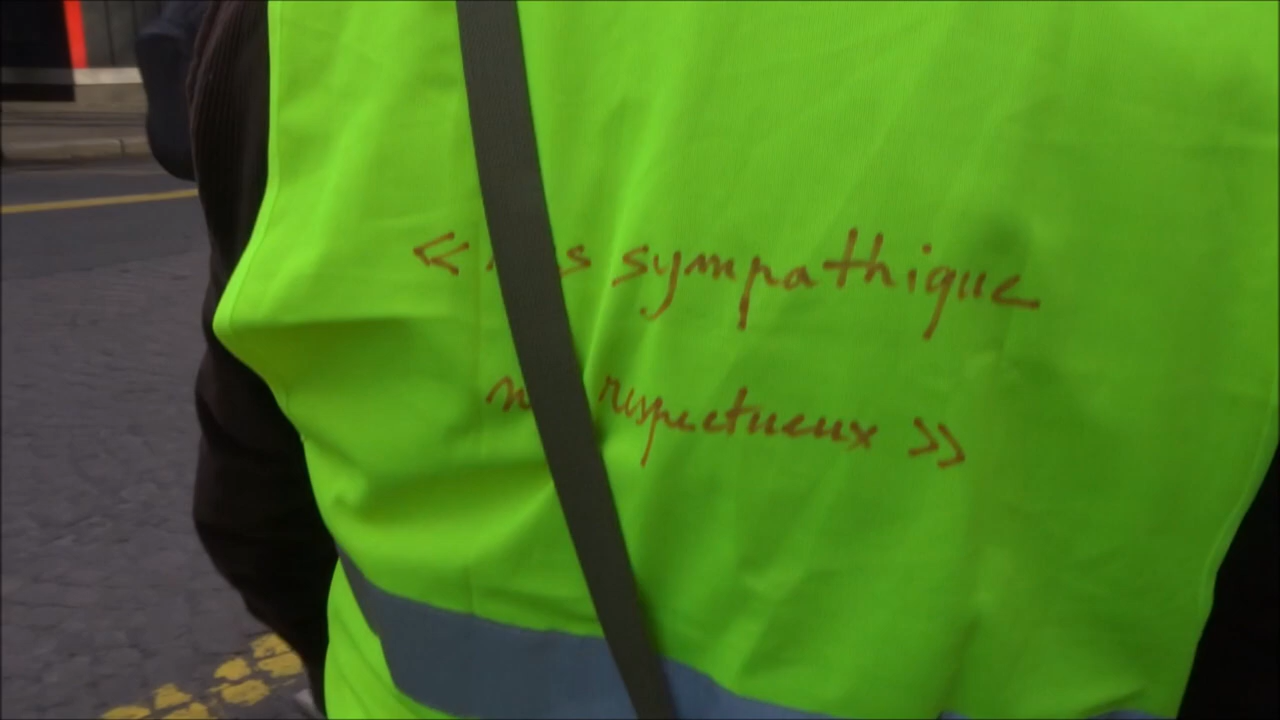 « sympathique
respectueux »